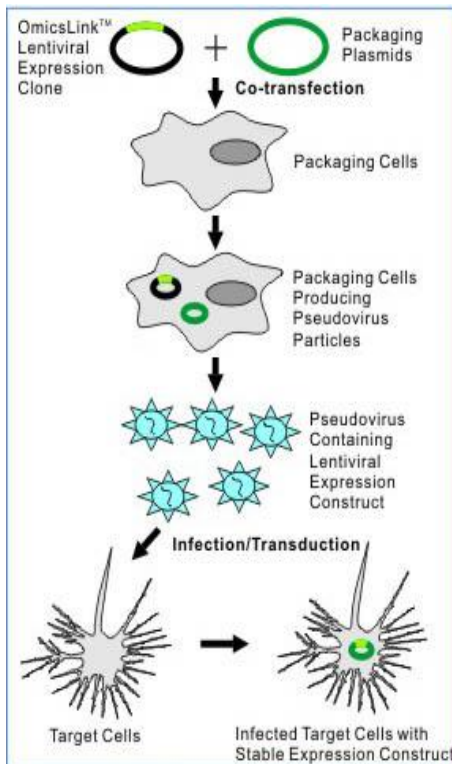 OmicsLink™
Lentiviral
Expression
Clone
+
Packaging
Plasmids
Co-transfection
Packaging Cells
Packaging Cells
Producing
Pseudovirus
Particles
Pseudovirus
Containing
Lentiviral
Expression
Construct
Infection/Transduction
Target Cells
Infected Target Cells with
Stable Expression Construct